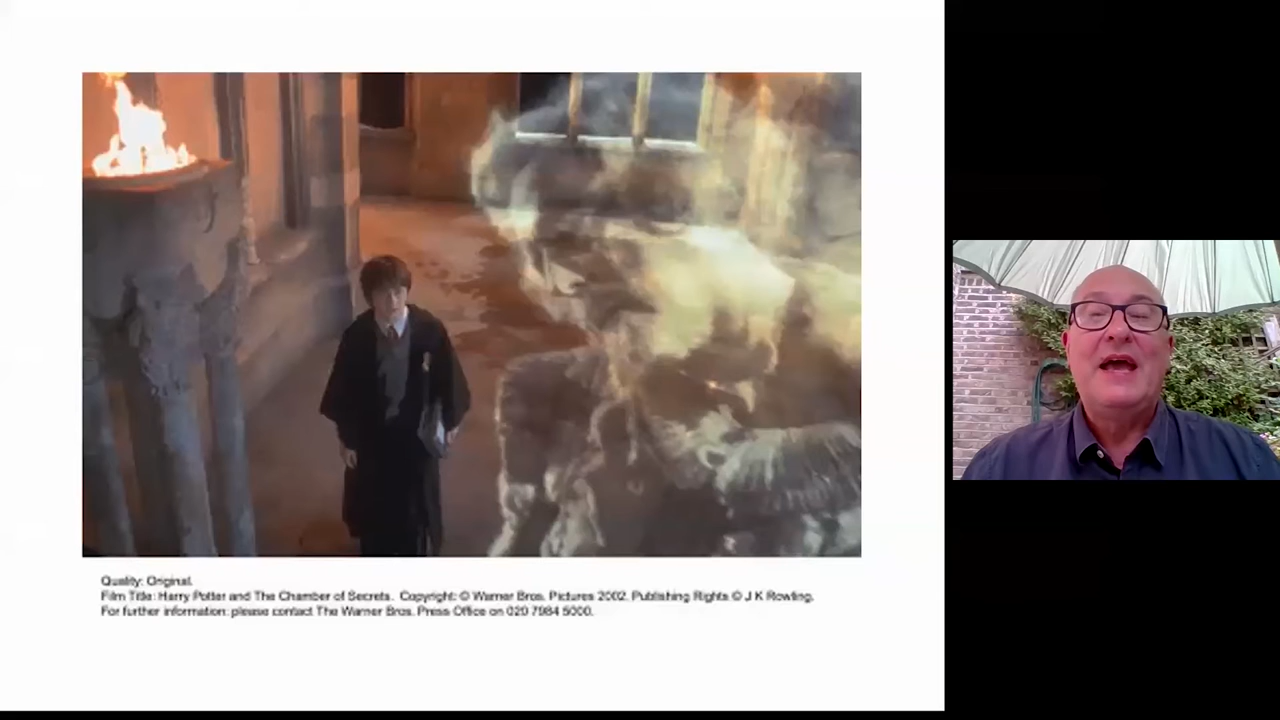 Quality: Original.
Film Title: Harry Potter and The Chamber of Secrets. Copyright: © Warner Bros. Pictures 2002. Publishing Rights © J K Rowling.
For further information: please contact The Warner Bros. Press Office on 020 7984 5000.